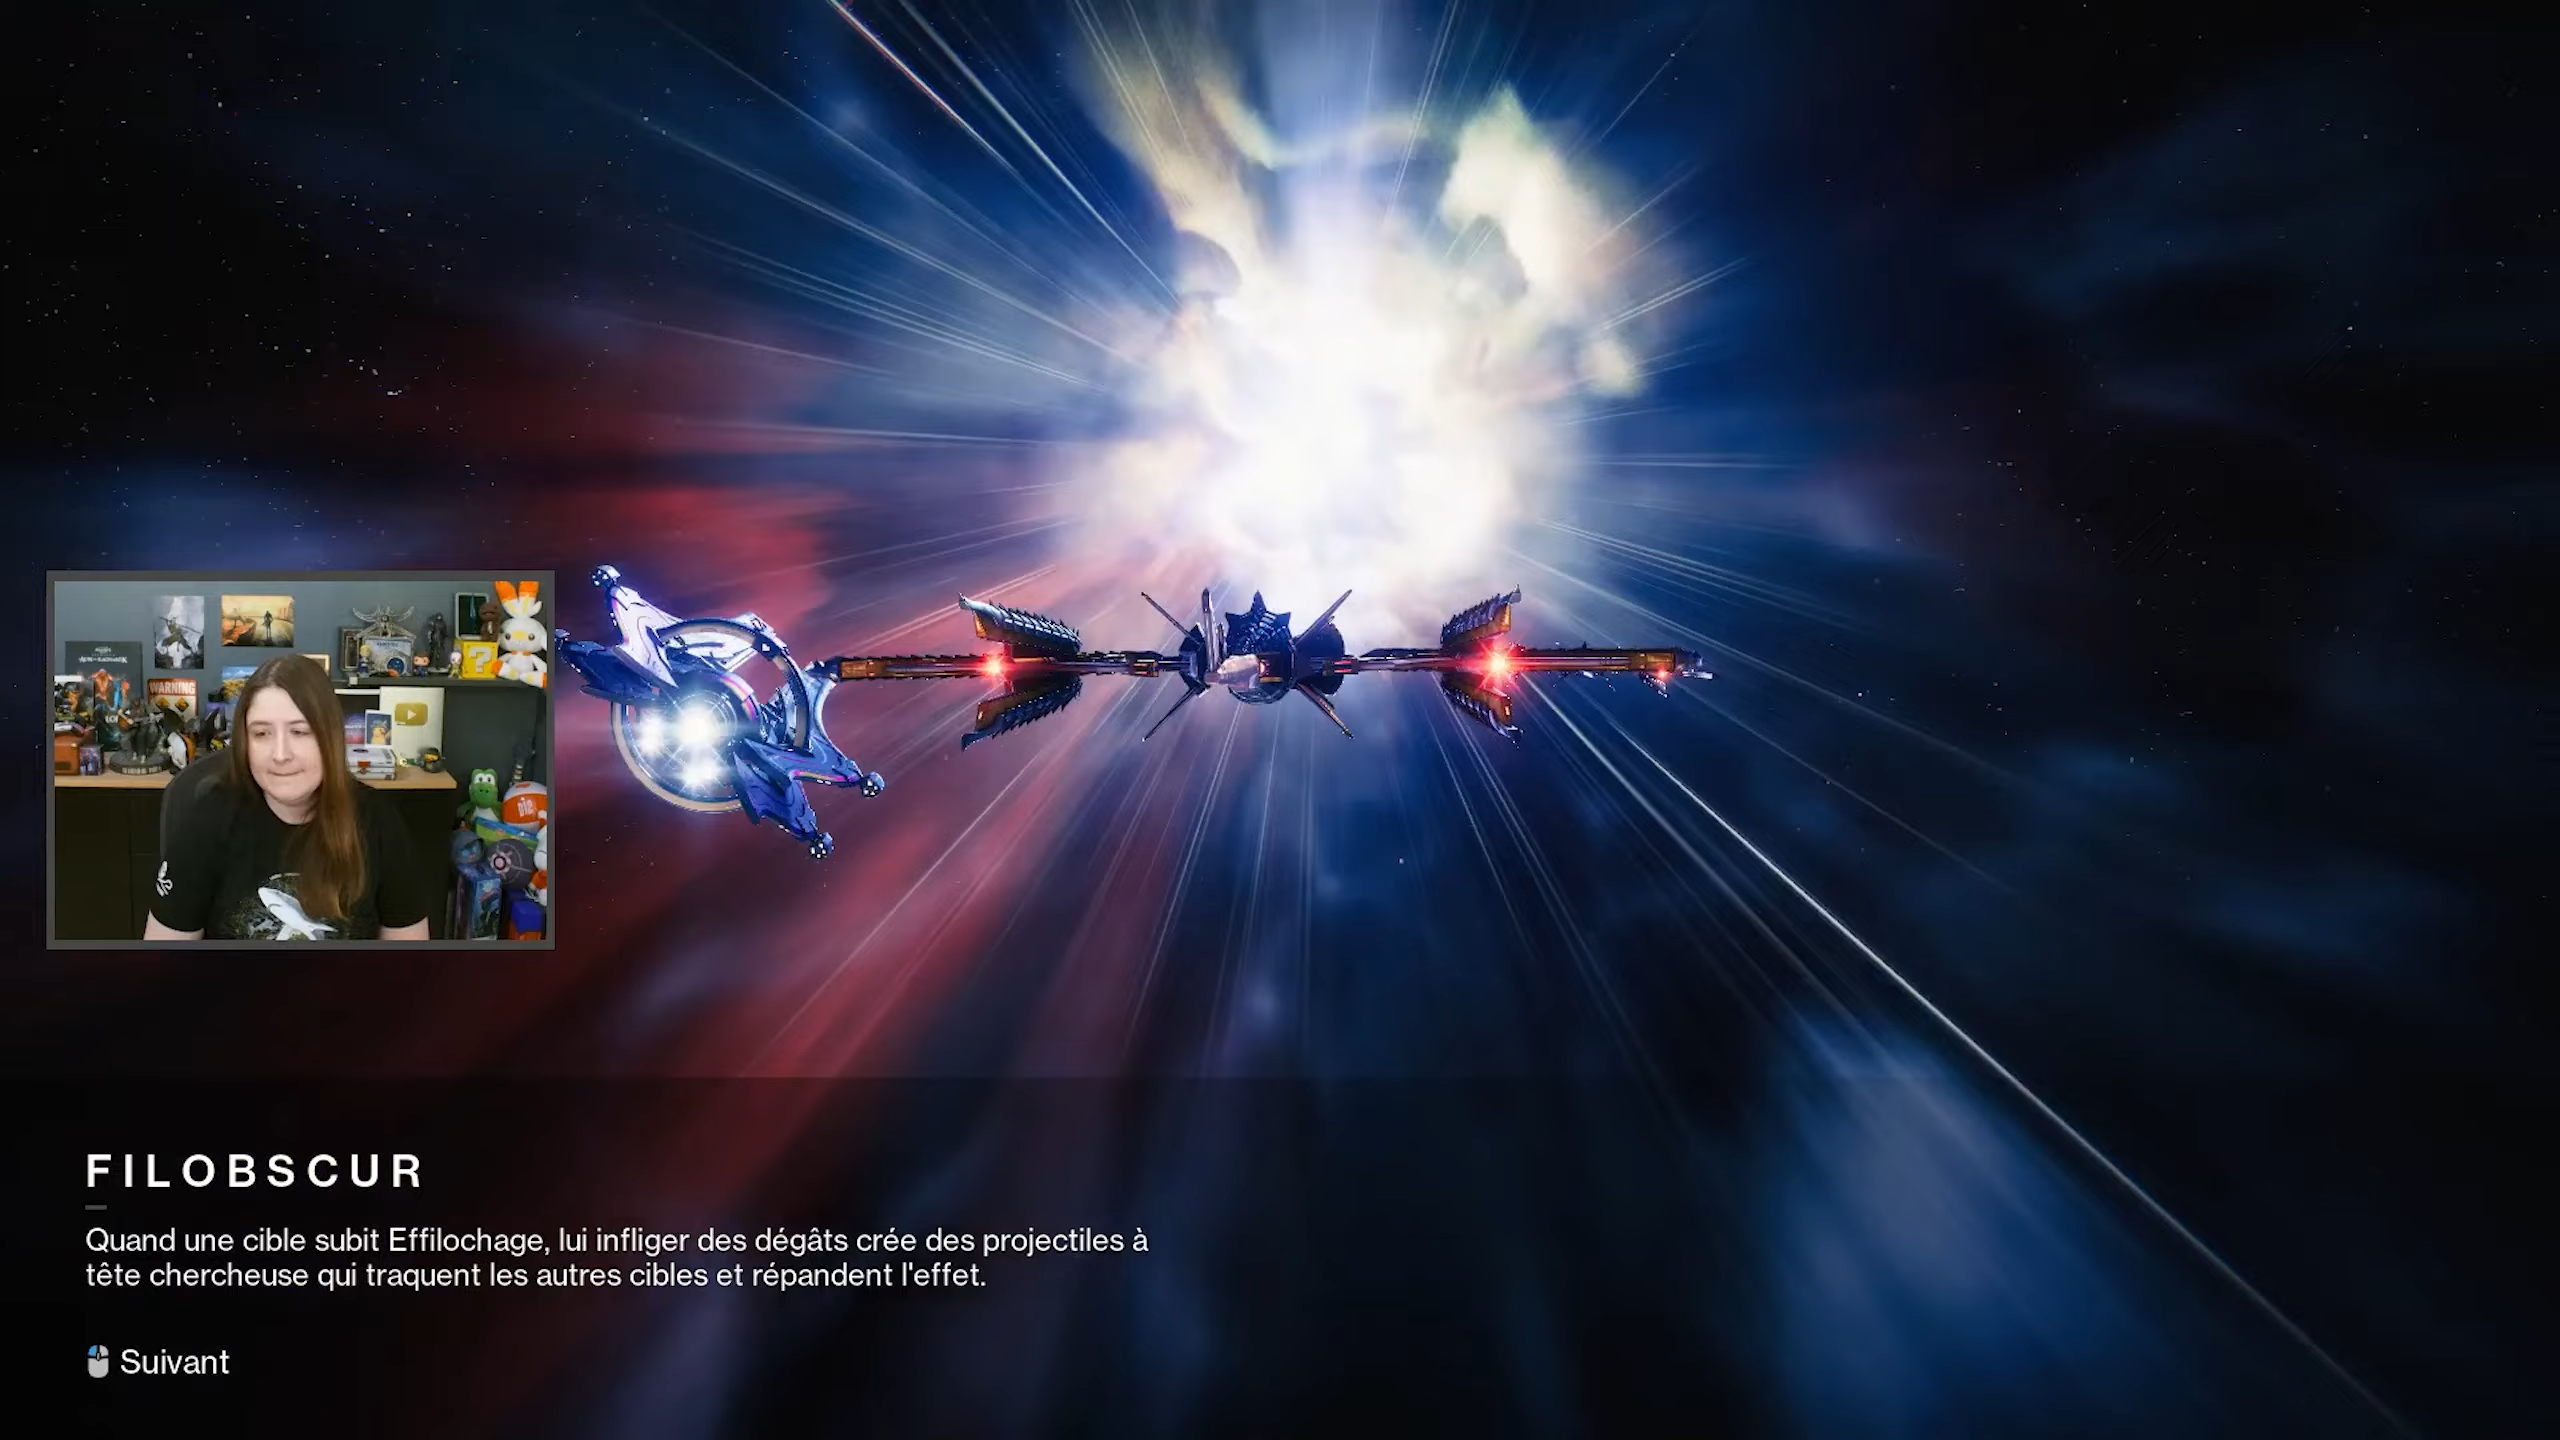 WARNING
?
FILOBSCUR
Quand une cible subit Effilochage, lui infliger des dégâts crée des projectiles à
tête chercheuse qui traquent les autres cibles et répandent l'effet.
Suivant